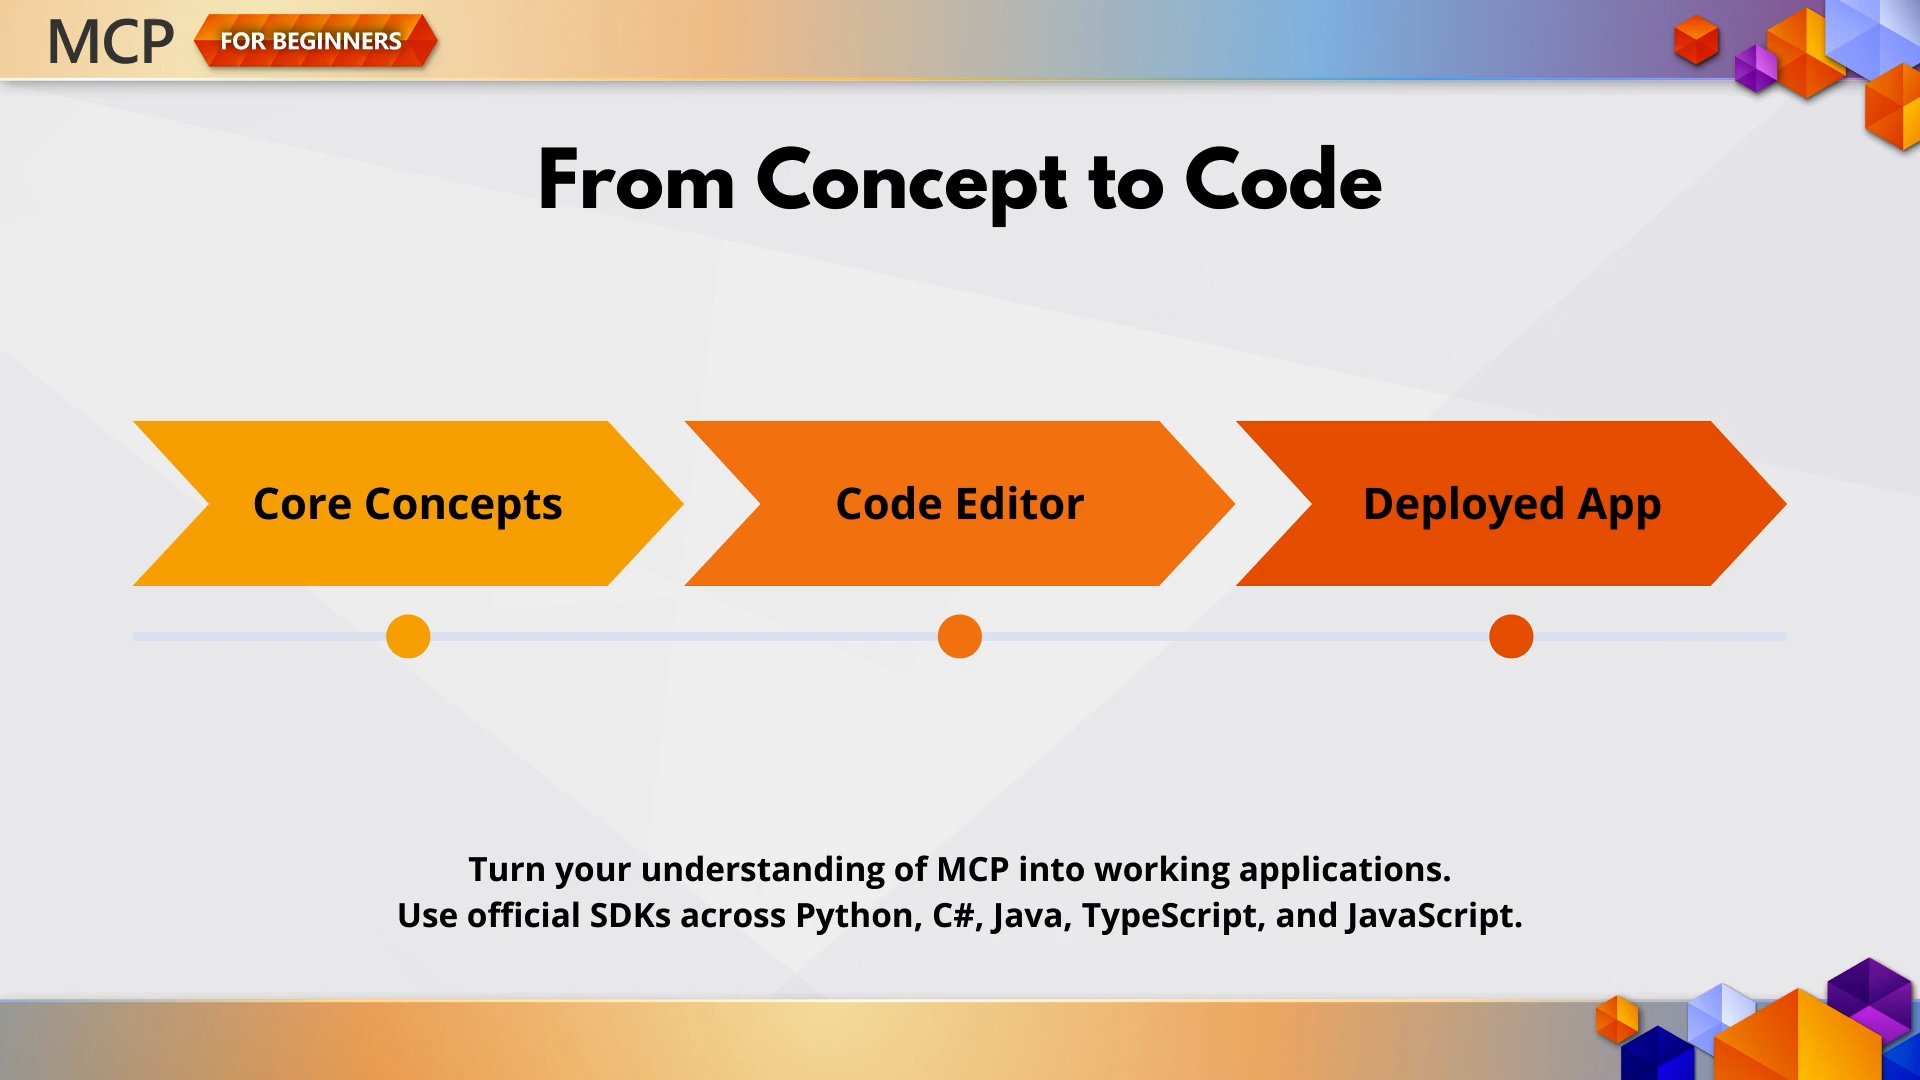 MCP FOR BEGINNERS
From Concept to Code
Core Concepts
Code Editor
Deployed App
Turn your understanding of MCP into working applications.
Use official SDKs across Python, C#, Java, TypeScript, and JavaScript.